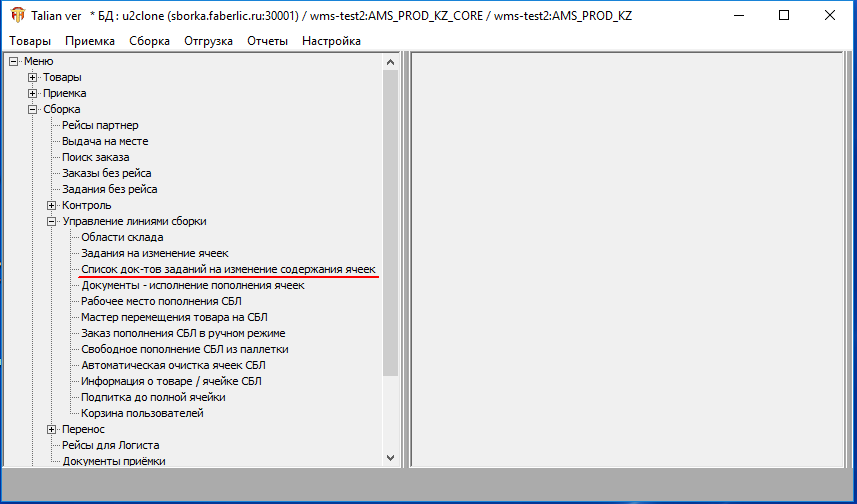 Talian ver * БД : u2clone (sborka.faberlic.ru:30001) / wms-test2:AMS_PROD_KZ_CORE / wms-test2:AMS_PROD_KZ
Товары Приемка Сборка Отгрузка Отчеты Настройка
Меню
Товары
Приемка
Сборка
Рейсы партнер
Выдача на месте
Поиск заказа
Заказы без рейса
Задания без рейса
Контроль
Управление линиями сборки
Области склада
Задания на изменение ячеек
Список док-тов заданий на изменение содержания ячеек
Документы - исполнение пополнения ячеек
Рабочее место пополнения СБЛ
Мастер перемещения товара на СБЛ
Заказ пополнения СБЛ в ручном режиме
Свободное пополнение СБЛ из паллетки
Автоматическая очистка ячеек СБЛ
Информация о товаре / ячейке СБЛ
Подпитка до полной ячейки
Корзина пользователей
Перенос
Рейсы для Логиста
Документы приёмки